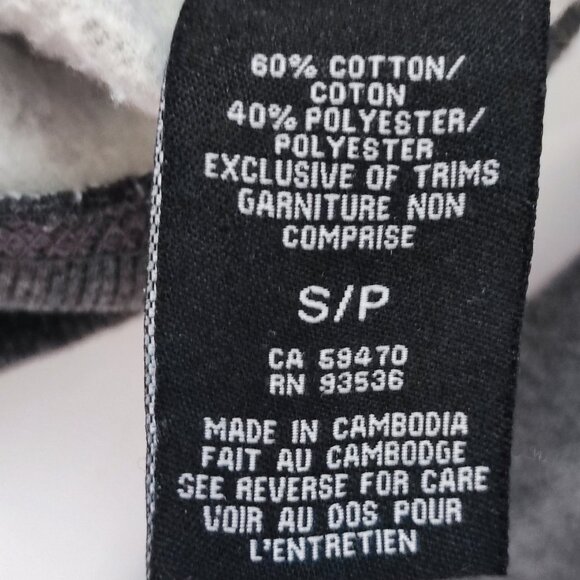 60% COTTON/
COTON
40% POLYESTER/
POLYESTER
EXCLUSIVE OF TRIMS
GARNITURE NON
COMPRISE
S/P
CA 59470
RN 93536
MADE IN CAMBODIA
FAIT AU CAMBODGE
SEE REVERSE FOR CARE
VOIR AU DOS POUR
L'ENTRETIEN